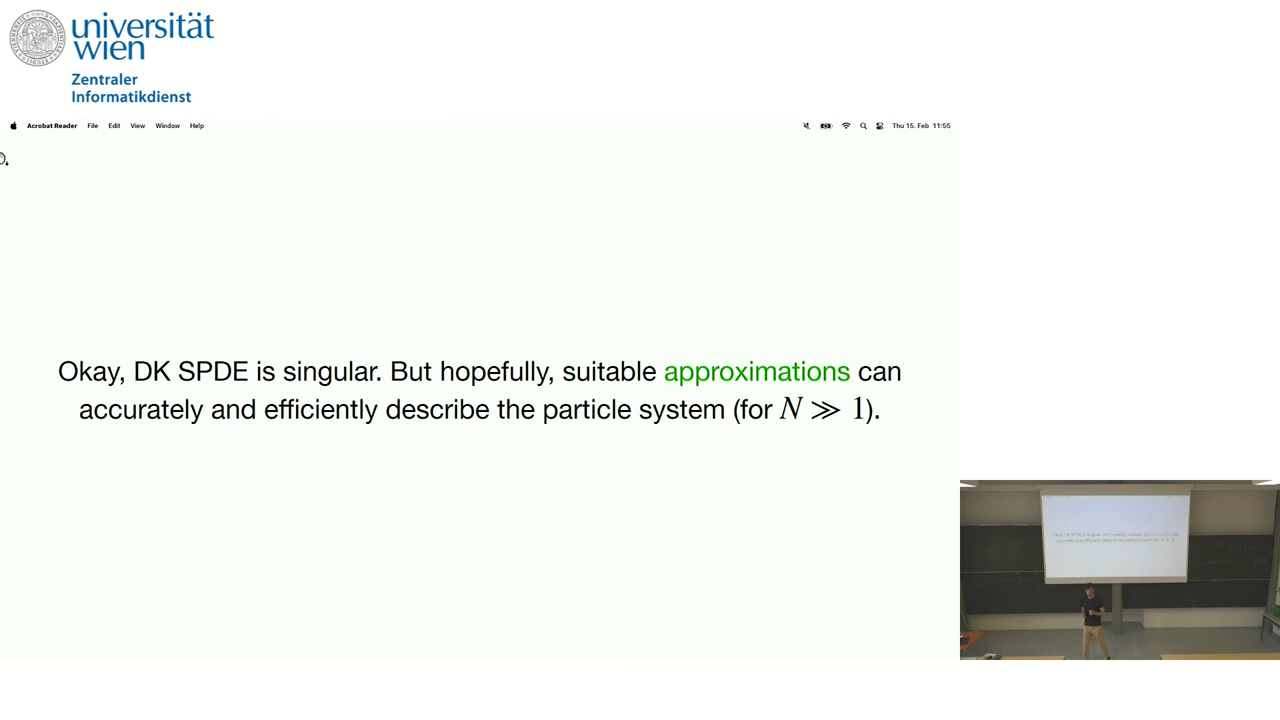 universität
wien
Zentraler
Informatikdienst
Acrobat Reader File Edit View Window Help
Thu 15. Feb 11:55
Okay, DK SPDE is singular. But hopefully, suitable approximations can
accurately and efficiently describe the particle system (for N ≫ 1).